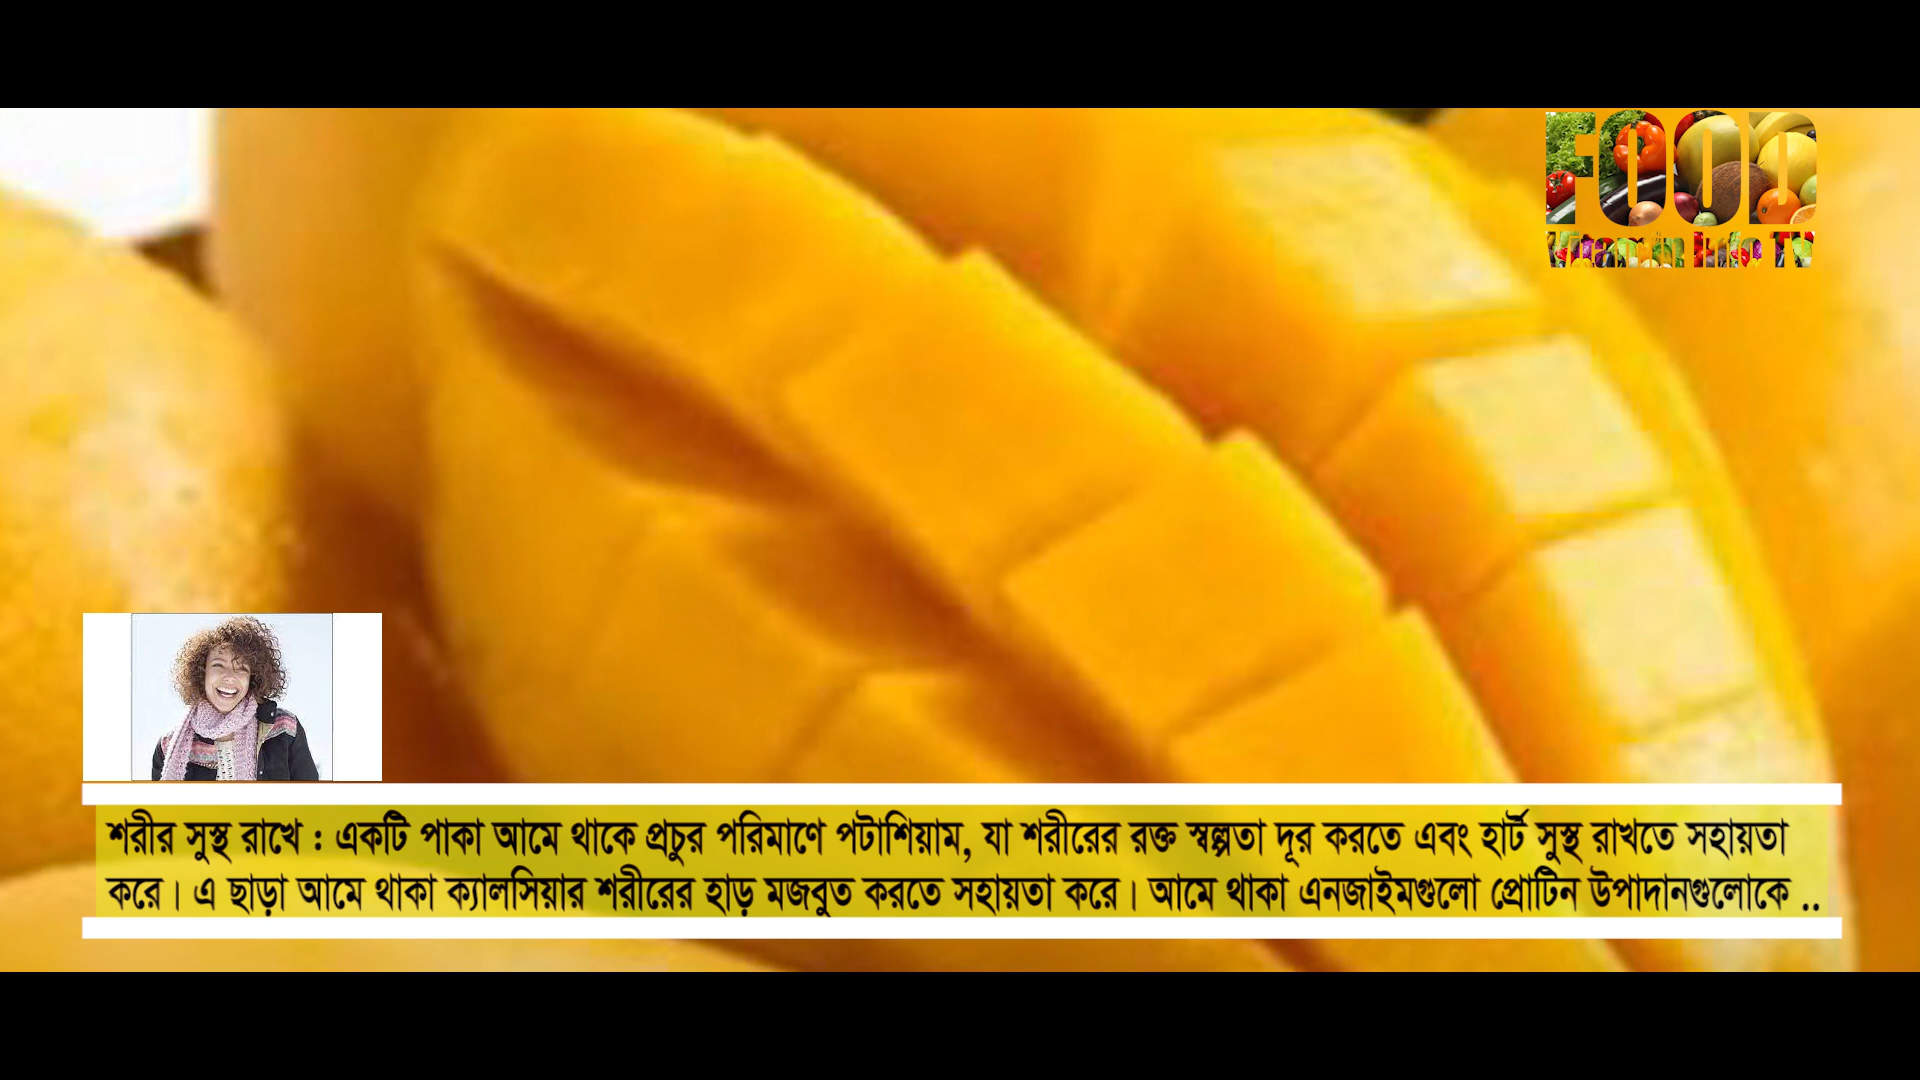 FOOD
Vitamin Info TV
শরীর সুস্থ রাখে : একটি পাকা আমে থাকে প্রচুর পরিমাণে পটাশিয়াম, যা শরীরের রক্ত স্বল্পতা দূর করতে এবং হার্ট সুস্থ রাখতে সহায়তা
করে। এ ছাড়া আমে থাকা ক্যালসিয়ার শরীরের হাড় মজবুত করতে সহায়তা করে। আমে থাকা এনজাইমগুলো প্রোটিন উপাদানগুলোকে ..